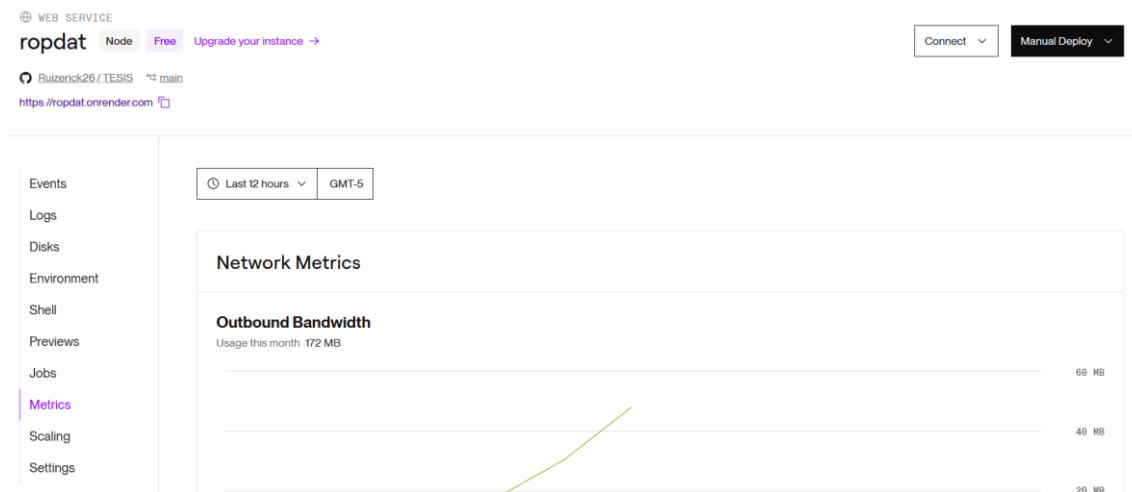 WEB SERVICE
ropdat Node Free Upgrade your instance →
Connect Manual Deploy
Ruizerick26 / TESIS main
https://ropdat.onrender.com
Events
Logs
Disks
Environment
Shell
Previews
Jobs
Metrics
Scaling
Settings
Last 12 hours GMT-5
Network Metrics
Outbound Bandwidth
Usage this month 172 MB
60 MB
40 MB
20 MB